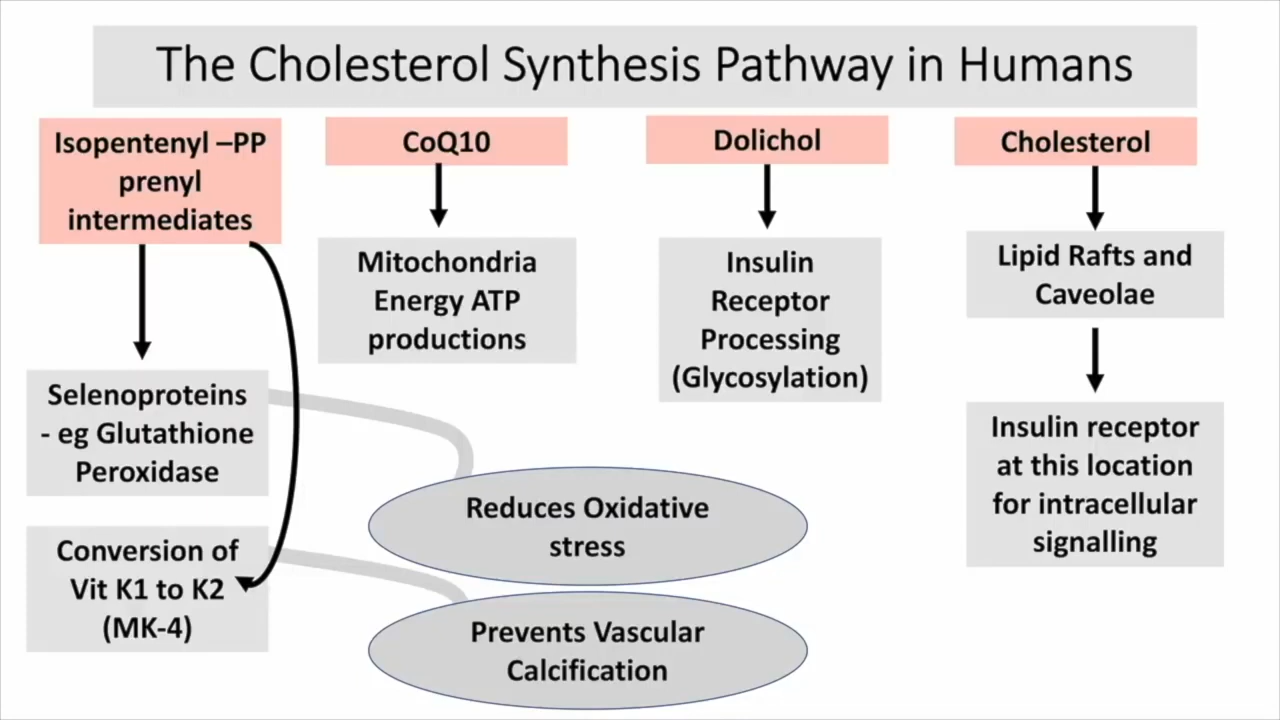 The Cholesterol Synthesis Pathway in Humans
Isopentenyl –PP
prenyl
intermediates
CoQ10
Dolichol
Cholesterol
Mitochondria
Energy ATP
productions
Insulin
Receptor
Processing
(Glycosylation)
Lipid Rafts and
Caveolae
Selenoproteins
- eg Glutathione
Peroxidase
Insulin receptor
at this location
for intracellular
signalling
Reduces Oxidative
stress
Conversion of
Vit K1 to K2
(MK-4)
Prevents Vascular
Calcification